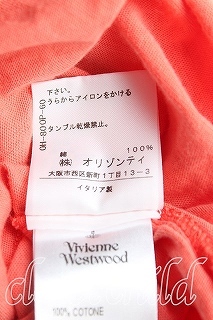 下さい。
うらからアイロンをかける
タンブル乾燥禁止。
綿 100%
(株) オリゾンティ
大阪市西区新町1丁目13-3
イタリア製
Vivienne
Westwood
100% COTONE